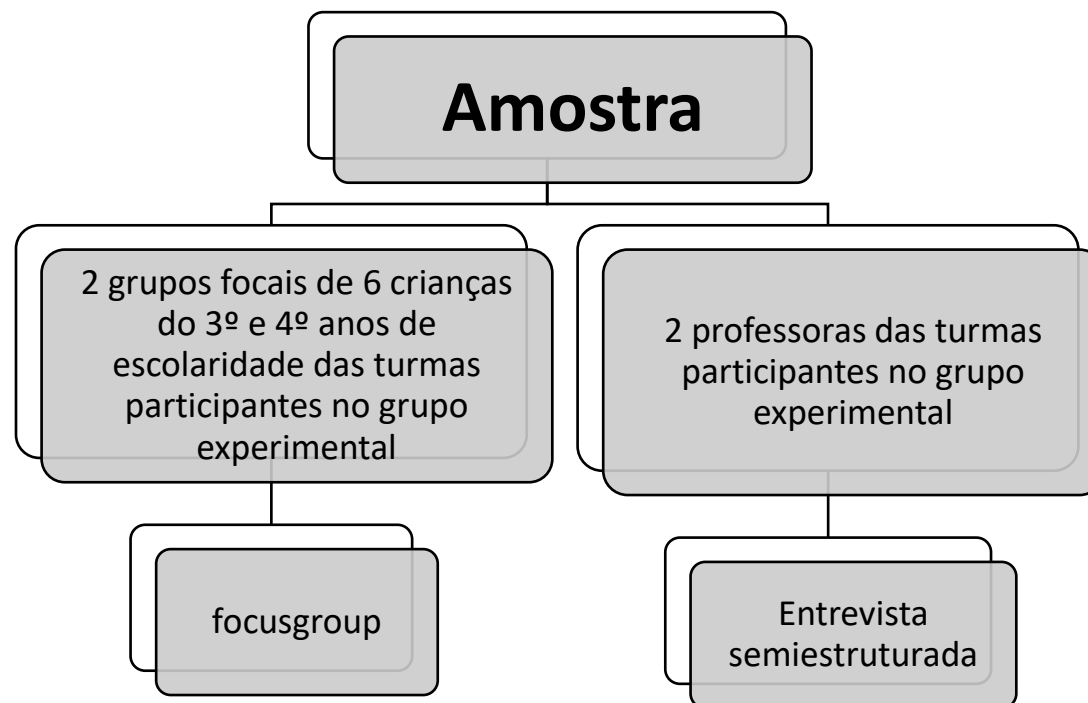 Amostra
2 grupos focais de 6 crianças
do 3º e 4º anos de
escolaridade das turmas
participantes no grupo
experimental
2 professoras das turmas
participantes no grupo
experimental
focusgroup
Entrevista
semiestruturada